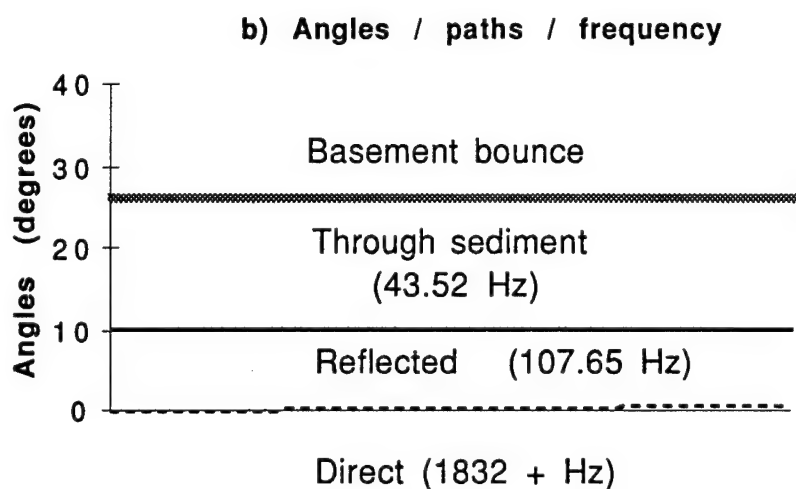 b) Angles / paths / frequency
Angles (degrees)
40
30
20
10
0
Basement bounce
Through sediment
(43.52 Hz)
Reflected (107.65 Hz)
Direct (1832 + Hz)